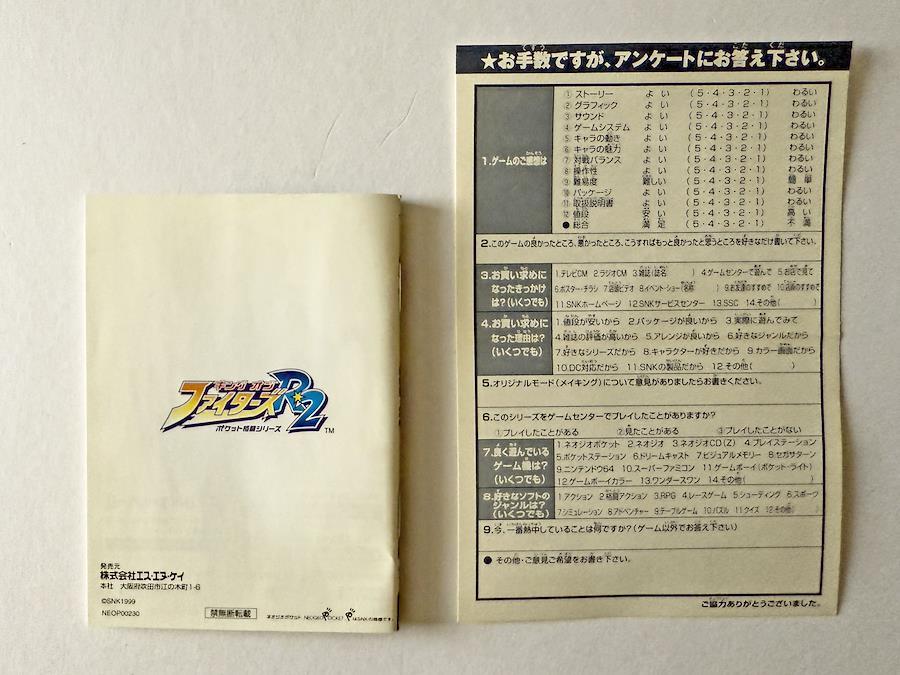 キング オブ
ファイターズR・2
ポケット格闘シリーズ
TM
発売元
株式会社エス・エヌ・ケイ
本社 大阪府吹田市江の木町1-6
©SNK1999
NEOP00230
禁無断転載
ネオジオポケット NEOGEO POCKET はSNKの商標です。
★お手数ですが、アンケートにお答え下さい。
1.ゲームのご感想は
①ストーリー よい (5・4・3・2・1) わるい
②グラフィック よい (5・4・3・2・1) わるい
③サウンド よい (5・4・3・2・1) わるい
④ゲームシステム よい (5・4・3・2・1) わるい
⑤キャラの動き よい (5・4・3・2・1) わるい
⑥キャラの魅力 よい (5・4・3・2・1) わるい
⑦対戦バランス よい (5・4・3・2・1) わるい
⑧操作性 よい (5・4・3・2・1) わるい
⑨難易度 難しい (5・4・3・2・1) 簡単
⑩パッケージ よい (5・4・3・2・1) わるい
⑪取扱説明書 よい (5・4・3・2・1) わるい
⑫値段 安い (5・4・3・2・1) 高い
●総合 満足 (5・4・3・2・1) 不満
2.このゲームの良かったところ、悪かったところ、こうすればもっと良かったと思うところを好きなだけ書いて下さい。
3.お買い求めになったきっかけは?(いくつでも)
1.テレビCM 2.ラジオCM 3.雑誌(誌名 ) 4.ゲームセンターで遊んで 5.お店で見て
6.ポスター・チラシ 7.店頭ビデオ 8.イベント・ショー(名称 ) 9.お友達のすすめで 10.店員のすすめで
11.SNKホームページ 12.SNKサービスセンター 13.SSC 14.その他( )
4.お買い求めになった理由は?(いくつでも)
1.値段が安いから 2.パッケージが良いから 3.実際に遊んでみて
4.雑誌の評価が高いから 5.アレンジが良いから 6.好きなジャンルだから
7.好きなシリーズだから 8.キャラクターが好きだから 9.カラー画面だから
10.DC対応だから 11.SNKの製品だから 12.その他( )
5.オリジナルモード(メイキング)について意見がありましたらお書きください。
6.このシリーズをゲームセンターでプレイしたことがありますか?
①プレイしたことがある ②見たことがある ③プレイしたことがない
7.良く遊んでいるゲーム機は?(いくつでも)
1.ネオジオポケット 2.ネオジオ 3.ネオジオCD(Z) 4.プレイステーション
5.ポケットステーション 6.ドリームキャスト 7.ビジュアルメモリー 8.セガサターン
9.ニンテンドウ64 10.スーパーファミコン 11.ゲームボーイ(ポケット・ライト)
12.ゲームボーイカラー 13.ワンダースワン 14.その他( )
8.好きなソフトのジャンルは?(いくつでも)
1.アクション 2.格闘アクション 3.RPG 4.レースゲーム 5.シューティング 6.スポーツ
7.シミュレーション 8.アドベンチャー 9.テーブルゲーム 10.パズル 11.クイズ 12.その他( )
9.今、一番熱中していることは何ですか?(ゲーム以外でお答え下さい)
●その他・ご意見ご希望をお書き下さい。
ご協力ありがとうございました。